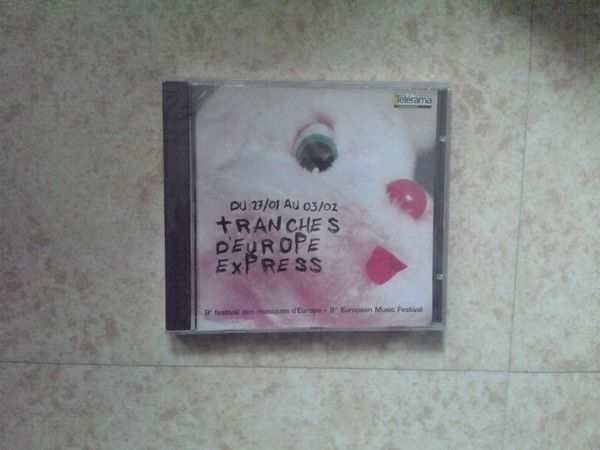 Télérama
DU 27/01 AU 03/02
tRANCHES
D'EUROPE
EXPRESS
9e festival des musiques d'Europe - 9th European Music Festival